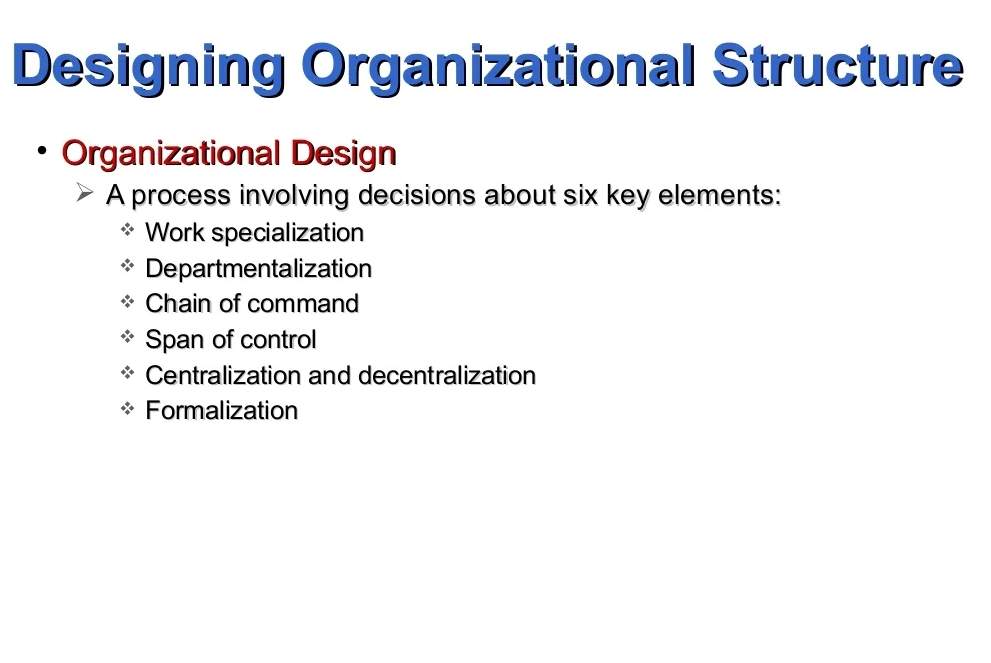 Designing Organizational Structure
• Organizational Design
➢ A process involving decisions about six key elements:
❖ Work specialization
❖ Departmentalization
❖ Chain of command
❖ Span of control
❖ Centralization and decentralization
❖ Formalization